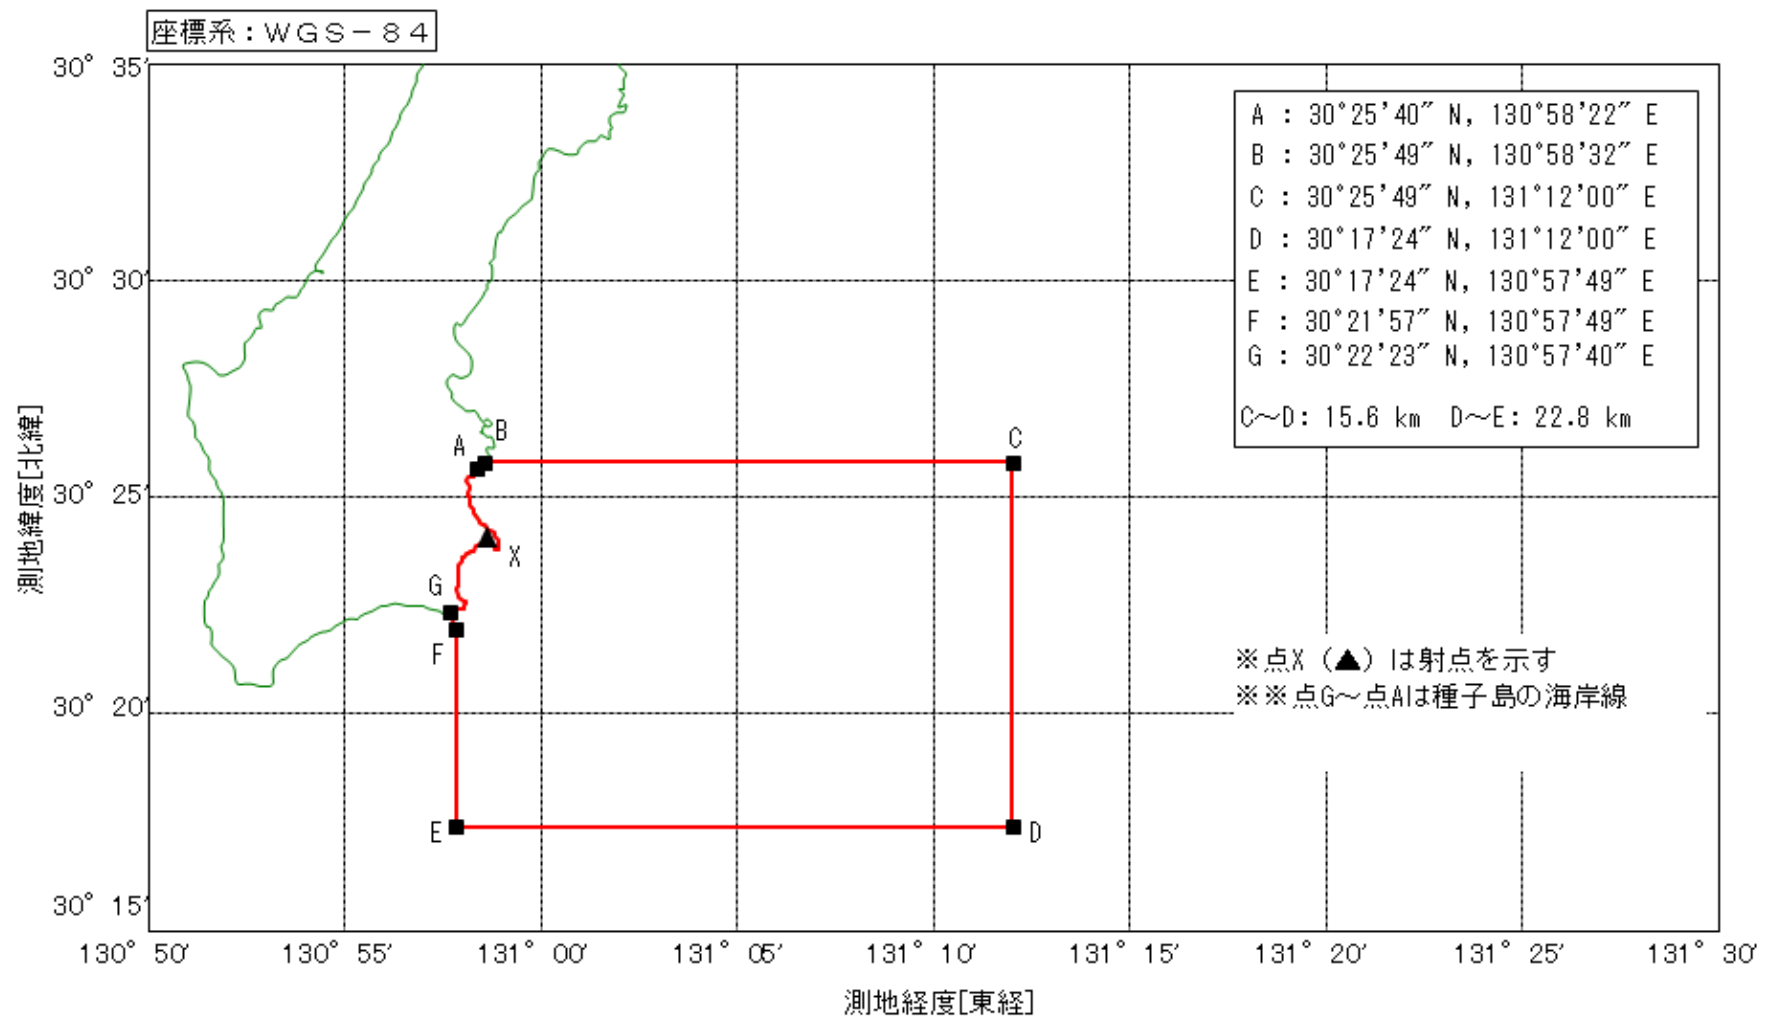 座標系：ＷＧＳ－８４
30° 35′
30° 30′
30° 25′
30° 20′
30° 15′
測地緯度[北緯]
A : 30°25’40″ N, 130°58’22″ E
B : 30°25’49″ N, 130°58’32″ E
C : 30°25’49″ N, 131°12’00″ E
D : 30°17’24″ N, 131°12’00″ E
E : 30°17’24″ N, 130°57’49″ E
F : 30°21’57″ N, 130°57’49″ E
G : 30°22’23″ N, 130°57’40″ E
C～D: 15.6 km  D～E: 22.8 km
A
B
C
X
G
F
E
D
※点X（▲）は射点を示す
※※点G～点Aは種子島の海岸線
130° 50′ 130° 55′ 131° 00′ 131° 05′ 131° 10′ 131° 15′ 131° 20′ 131° 25′ 131° 30′
測地経度[東経]